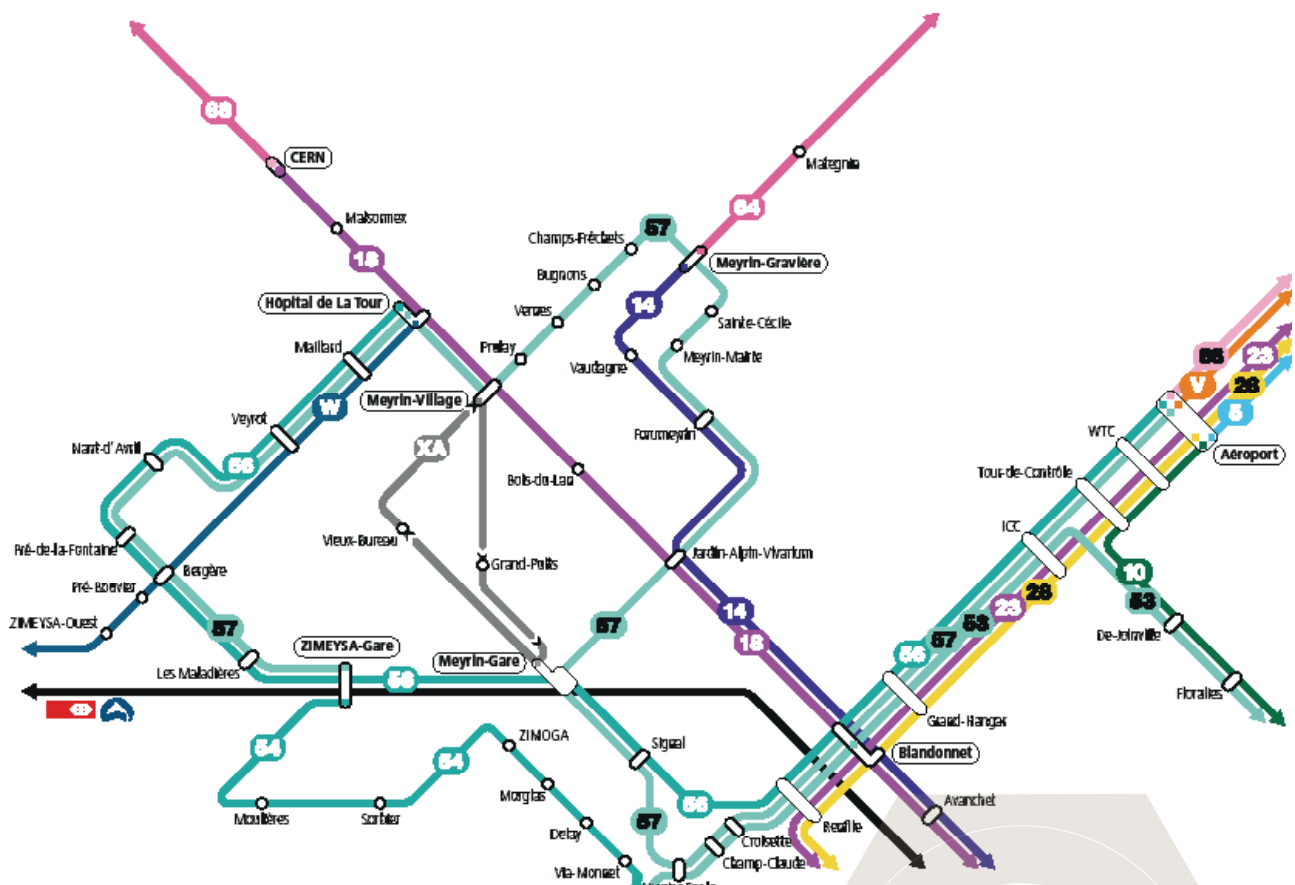 68
CERN
Maisonnex
18
Hôpital de La Tour
Maillard
Veyrot
W
56
Nant-d'Avril
Pré-de-la-Fontaine
Pré-Bouvier
Bergère
ZIMEYSA-Ouest
57
Les Maladières
ZIMEYSA-Gare
56
54
Moulières
Sorbier
54
ZIMOGA
Morglas
Delay
Vía-Monnet
Mategnin
64
57
Champs-Fréchets
Bugnons
Vernes
Prulay
Meyrin-Village
XA
Vieux-Bureau
Grand-Puits
Meyrin-Gare
Meyrin-Gravière
14
Sainte-Cécile
Meyrin-Mairie
Vaudagne
Forumeyrin
Bois-du-Lan
Jardin-Alpin-Vivarium
57
14
18
Signal
56
57
Croisette
Champ-Claude
Renfile
Avanchet
Blandonnet
Grand-Hangar
56
57
53
23
28
ICC
Tour-de-Contrôle
WTC
Aéroport
66
V
23
28
5
10
53
De-Joinville
Floralies